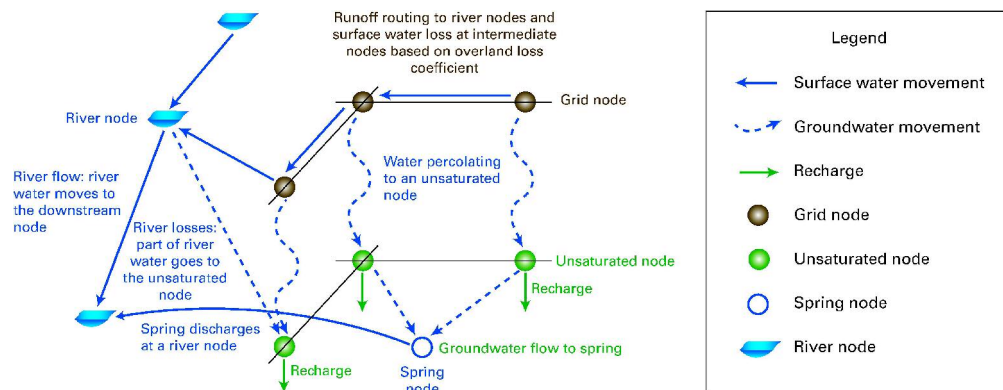 Runoff routing to river nodes and
surface water loss at intermediate
nodes based on overland loss
coefficient
River node
Grid node
River flow: river
water moves to
the downstream
node
Water percolating
to an unsaturated
node
River losses:
part of river
water goes to
the unsaturated
node
Unsaturated node
Recharge
Spring discharges
at a river node
Groundwater flow to spring
Recharge
Spring
node
Legend
Surface water movement
Groundwater movement
Recharge
Grid node
Unsaturated node
Spring node
River node